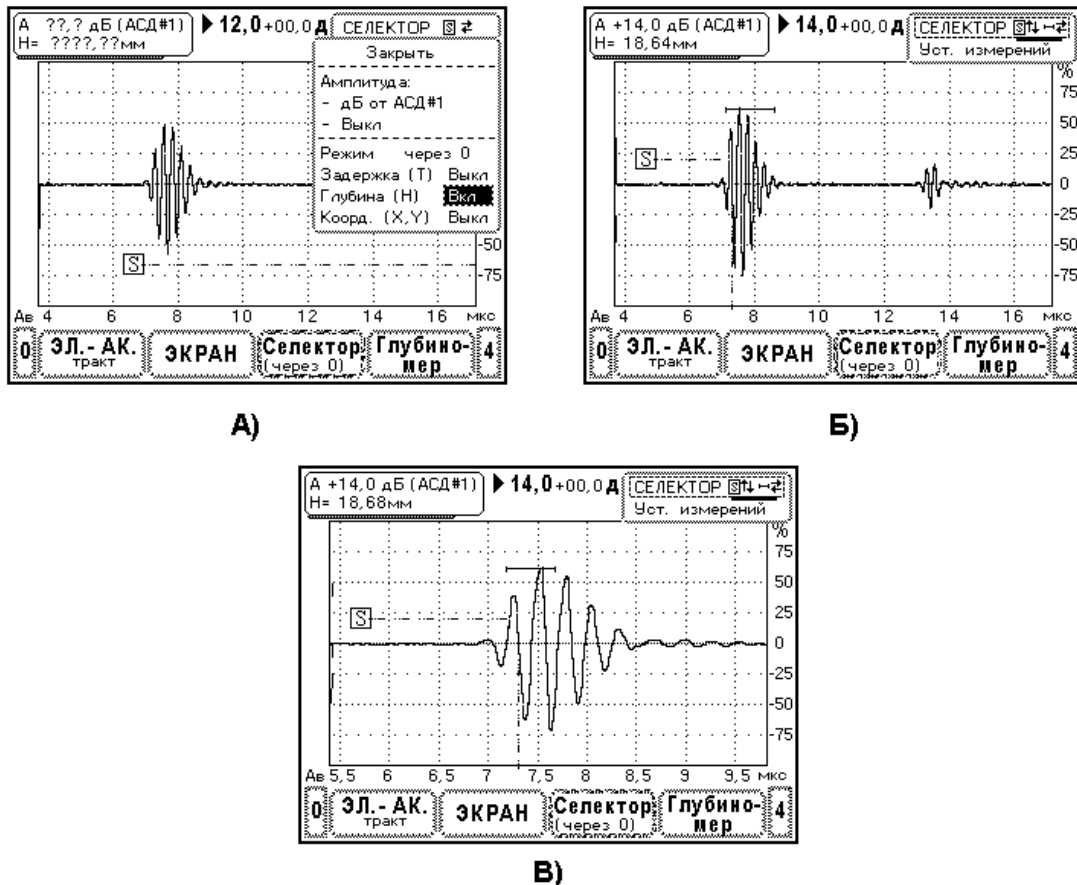 А ??,? дБ (АСД#1)
Н= ????,??мм
12,0+00,0 д
СЕЛЕКТОР S
Закрыть
Амплитуда:
- дБ от АСД#1
- Выкл
Режим через 0
Задержка (Т) Выкл
Глубина (Н) Вкл
Коорд. (X,Y) Выкл
S
-50
-75
Ав 4 6 8 10 12 14 16 мкс
0 ЭЛ.- АК. тракт ЭКРАН Селектор (через 0) Глубино-мер 4
А)
А +14,0 дБ (АСД#1)
Н= 18,64мм
14,0+00,0 д
СЕЛЕКТОР S
Уст. измерений
%
75
50
25
0
-25
-50
-75
S
Ав 4 6 8 10 12 14 16 мкс
0 ЭЛ.- АК. тракт ЭКРАН Селектор (через 0) Глубино-мер 4
Б)
А +14,0 дБ (АСД#1)
Н= 18,68мм
14,0+00,0 д
СЕЛЕКТОР S
Уст. измерений
%
75
50
25
0
-25
-50
-75
S
Ав 5,5 6 6,5 7 7,5 8 8,5 9 9,5 мкс
0 ЭЛ.- АК. тракт ЭКРАН Селектор (через 0) Глубино-мер 4
В)